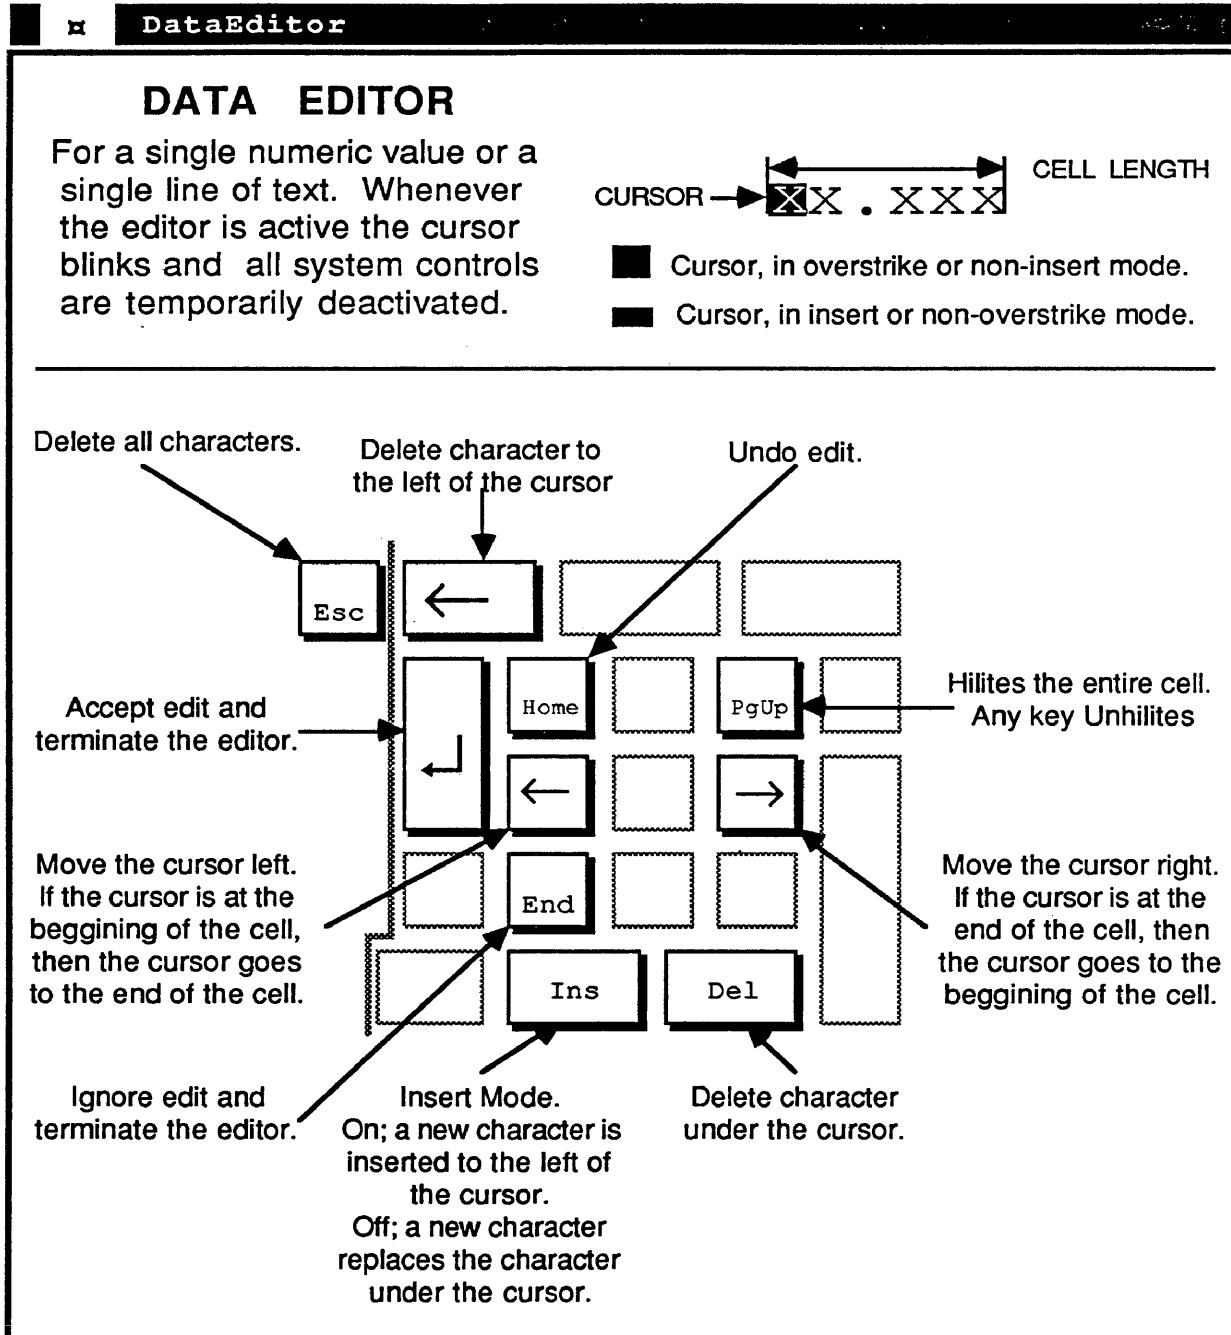 ¤ DataEditor
DATA EDITOR
For a single numeric value or a
single line of text. Whenever
the editor is active the cursor
blinks and all system controls
are temporarily deactivated.
CELL LENGTH
CURSOR
XX.XXX
Cursor, in overstrike or non-insert mode.
Cursor, in insert or non-overstrike mode.
Delete all characters.
Delete character to
the left of the cursor
Undo edit.
Esc
←
Accept edit and
terminate the editor.
↵
Home
PgUp
Hilites the entire cell.
Any key Unhilites
←
→
Move the cursor left.
If the cursor is at the
beggining of the cell,
then the cursor goes
to the end of the cell.
End
Move the cursor right.
If the cursor is at the
end of the cell, then
the cursor goes to the
beggining of the cell.
Ins
Del
Ignore edit and
terminate the editor.
Insert Mode.
On; a new character is
inserted to the left of
the cursor.
Off; a new character
replaces the character
under the cursor.
Delete character
under the cursor.